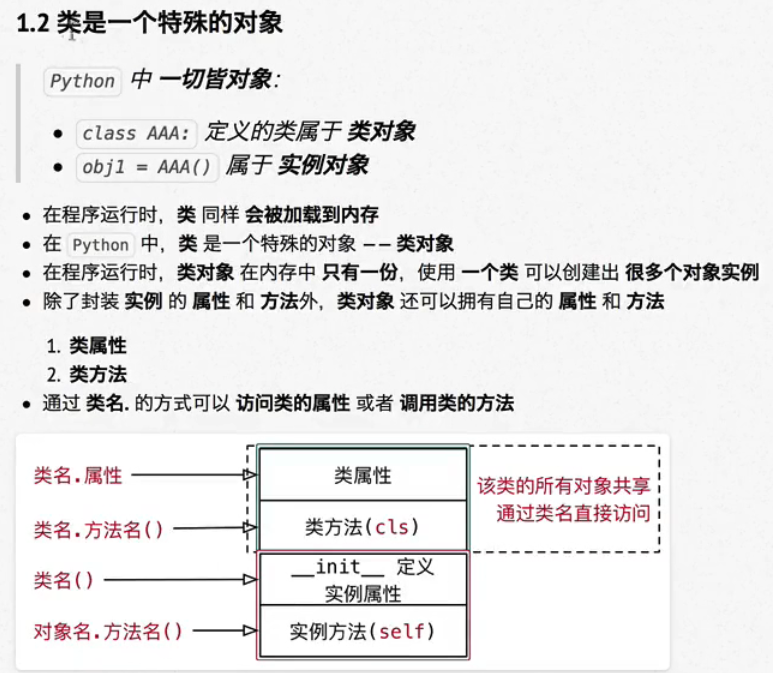 1.2 类是一个特殊的对象
Python 中 一切皆对象:
• class AAA: 定义的类属于 类对象
• obj1 = AAA() 属于 实例对象
• 在程序运行时，类 同样 会被加载到内存
• 在 Python 中，类 是一个特殊的对象 -- 类对象
• 在程序运行时，类对象 在内存中 只有一份，使用 一个类 可以创建出 很多个对象实例
• 除了封装 实例 的 属性 和 方法外，类对象 还可以拥有自己的 属性 和 方法
1. 类属性
2. 类方法
• 通过 类名. 的方式可以 访问类的属性 或者 调用类的方法
类名.属性
类属性
该类的所有对象共享
通过类名直接访问
类名.方法名()
类方法(cls)
类名()
__init__ 定义
实例属性
对象名.方法名()
实例方法(self)